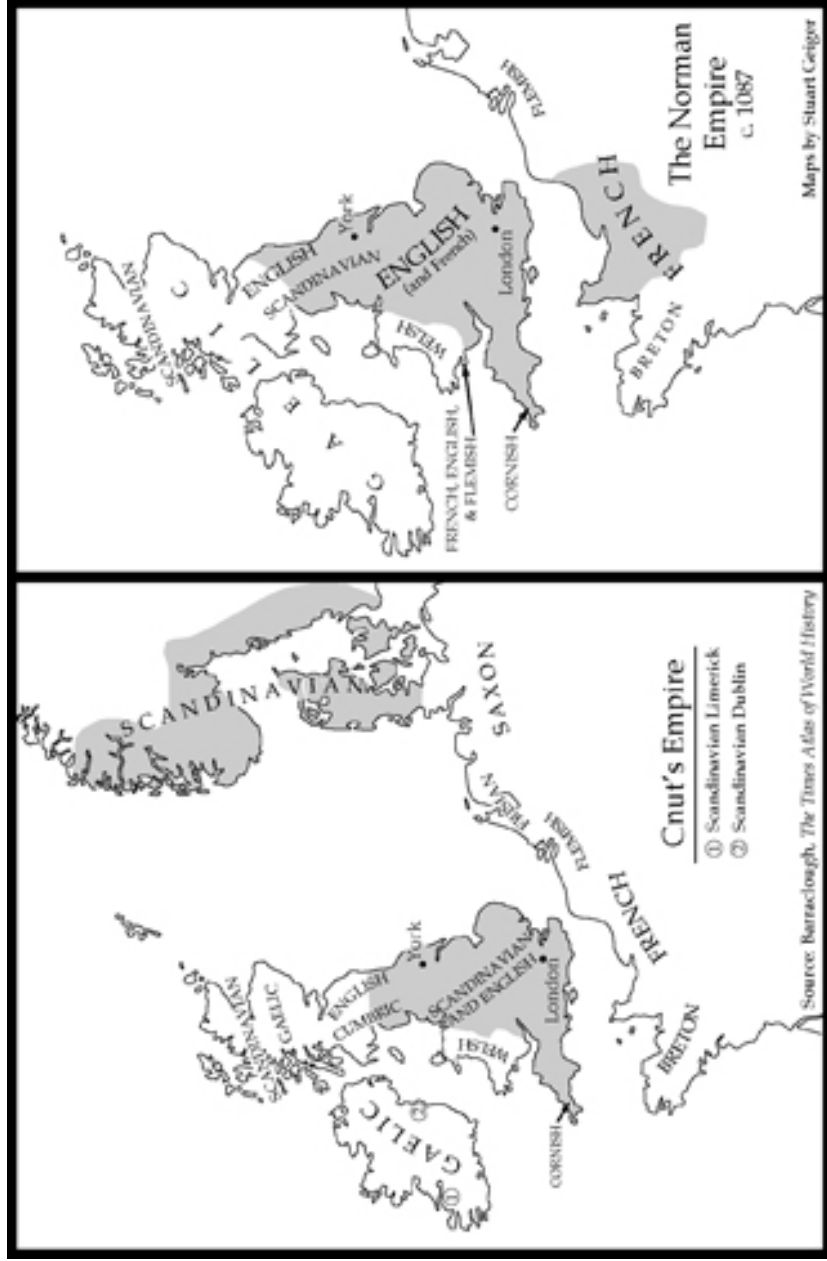 SCANDINAVIAN
SCANDINAVIAN
GAELIC
ENGLISH
CUMBRIC
York
GAELIC
①
②
WELSH
SCANDINAVIAN
AND ENGLISH
London
CORNISH
SAXON
FRISIAN
FLEMISH
FRENCH
BRETON
Cnut's Empire
① Scandinavian Limerick
② Scandinavian Dublin
Source: Barraclough, The Times Atlas of World History
SCANDINAVIAN
GAELIC
ENGLISH
SCANDINAVIAN
York
WELSH
ENGLISH
(and French)
London
FRENCH, ENGLISH,
& FLEMISH
CORNISH
FLEMISH
FRENCH
BRETON
The Norman
Empire
c. 1087
Maps by Stuart Geiger